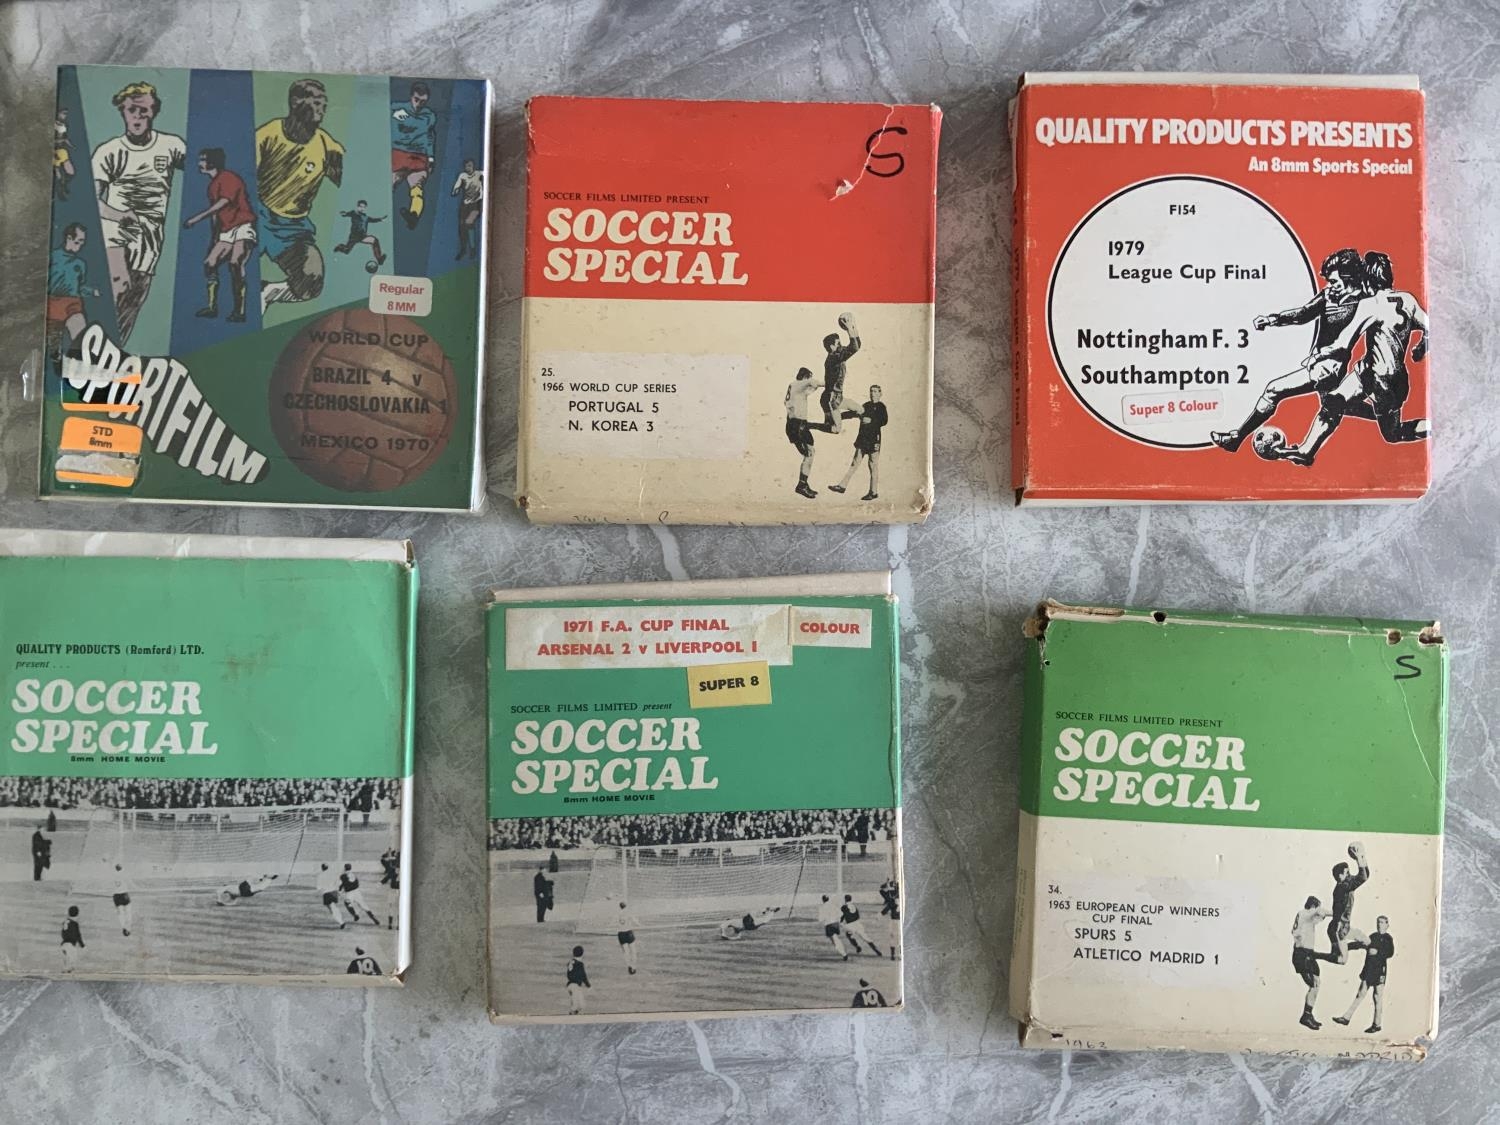 Regular
8MM
WORLD CUP
BRAZIL 4 v
CZECHOSLOVAKIA 1
MEXICO 1970
SPORTFILM
STD
8mm
S
SOCCER FILMS LIMITED PRESENT
SOCCER
SPECIAL
25.
1966 WORLD CUP SERIES
PORTUGAL 5
N. KOREA 3
QUALITY PRODUCTS PRESENTS
An 8mm Sports Special
F154
1979
League Cup Final
Nottingham F. 3
Southampton 2
Super 8 Colour
3
QUALITY PRODUCTS (Romford) LTD.
present . . .
SOCCER
SPECIAL
8mm HOME MOVIE
10
1971 F.A. CUP FINAL
ARSENAL 2 v LIVERPOOL 1
COLOUR
SUPER 8
SOCCER FILMS LIMITED present
SOCCER
SPECIAL
8mm HOME MOVIE
10
S
SOCCER FILMS LIMITED PRESENT
SOCCER
SPECIAL
34.
1963 EUROPEAN CUP WINNERS
CUP FINAL
SPURS 5
ATLETICO MADRID 1